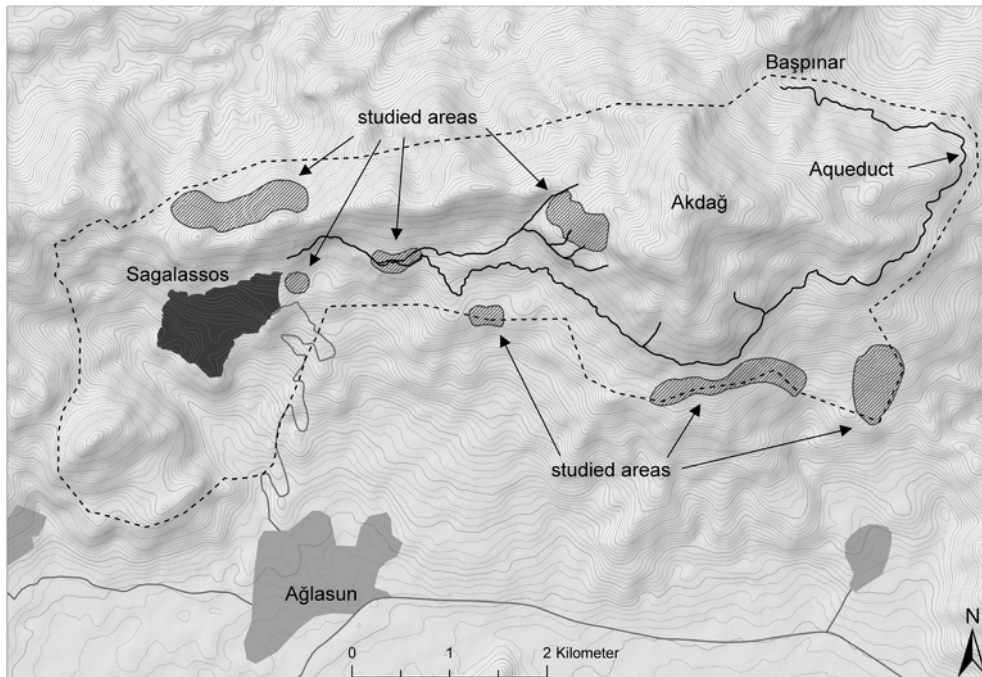 Başpınar
studied areas
Aqueduct
Akdağ
Sagalassos
studied areas
Ağlasun
N
0 1 2 Kilometer